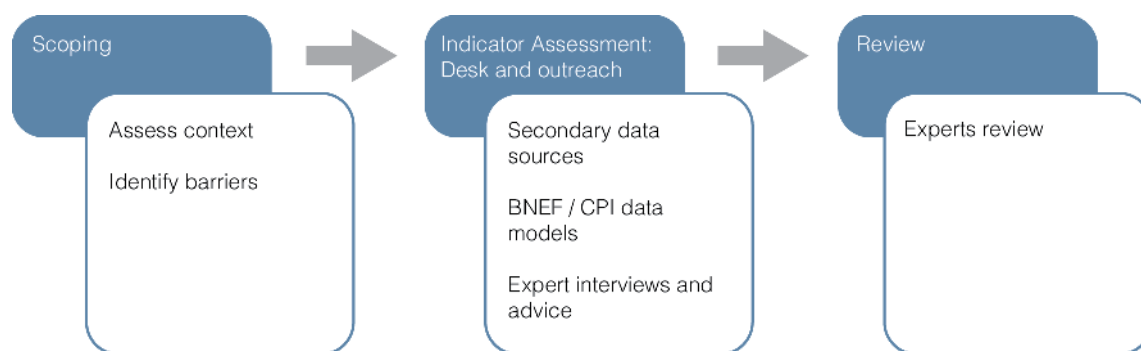 Scoping
Assess context
Identify barriers
Indicator Assessment:
Desk and outreach
Secondary data
sources
BNEF / CPI data
models
Expert interviews and
advice
Review
Experts review